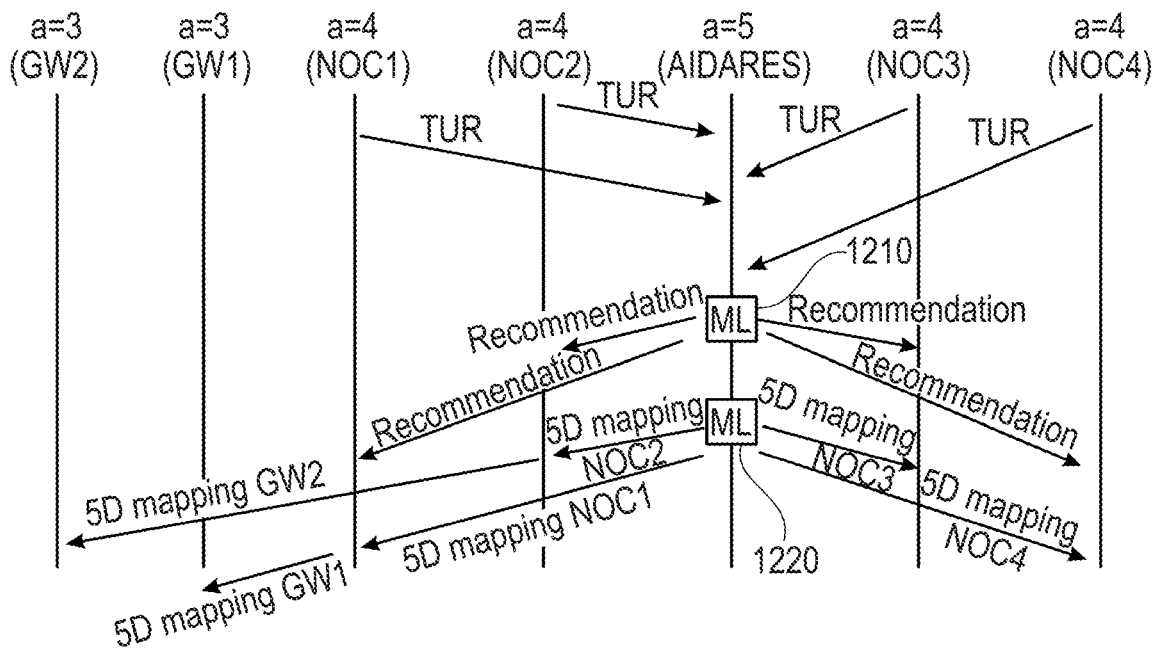 a=3 a=3 a=4 a=4 a=5 a=4 a=4
(GW2) (GW1) (NOC1) (NOC2) (AIDARES) (NOC3) (NOC4)
TUR
TUR
TUR
TUR
1210
Recommendation
ML
Recommendation
Recommendation
Recommendation
5D mapping
NOC2
ML
5D mapping
NOC3
5D mapping GW2
5D mapping NOC1
5D mapping
NOC4
1220
5D mapping GW1